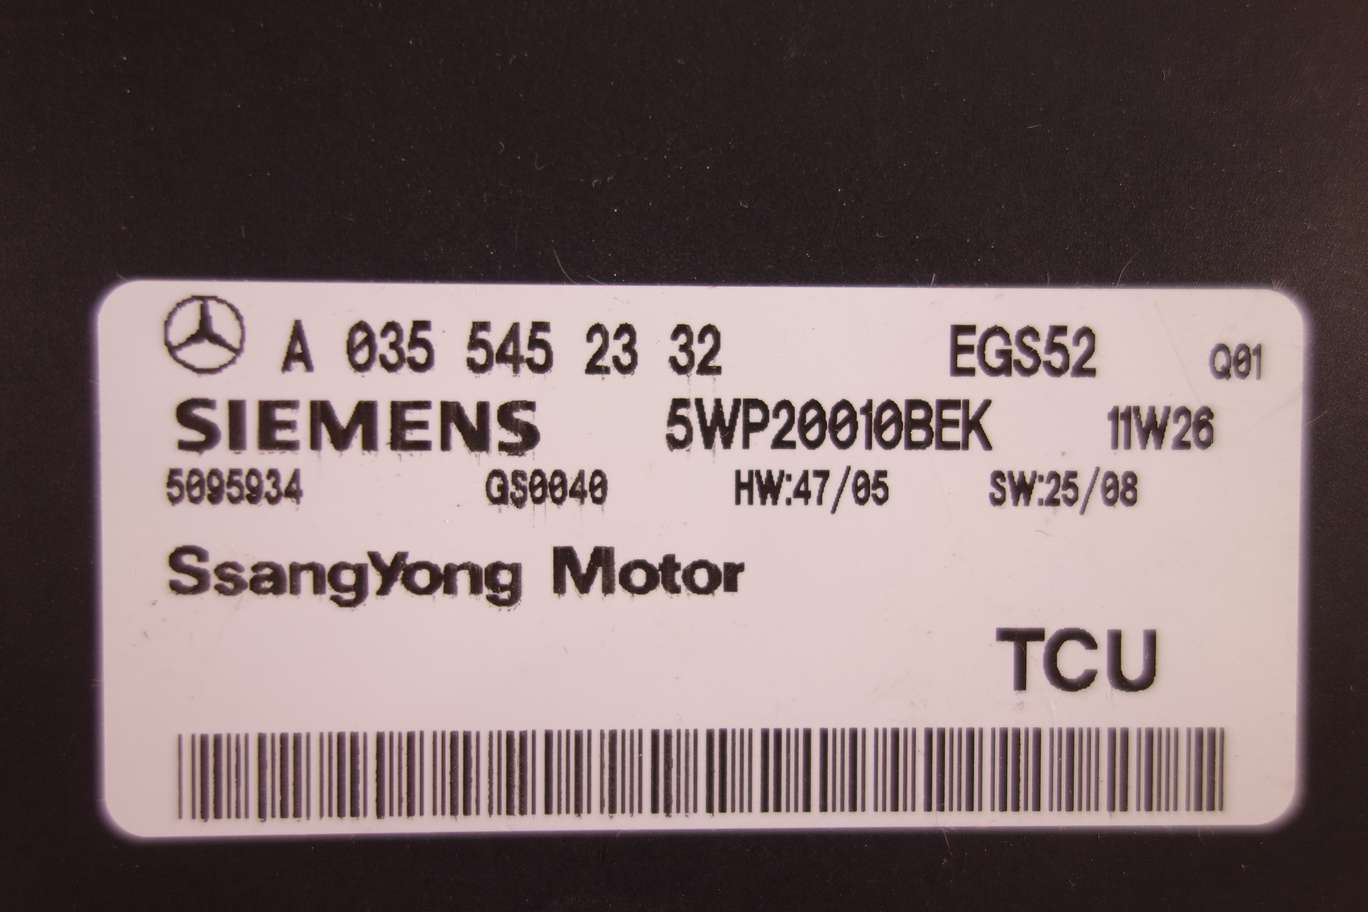 A 035 545 23 32 EGS52 Q01
SIEMENS 5WP20010BEK 11W26
5095934 GS0040 HW:47/05 SW:25/08
SsangYong Motor
TCU